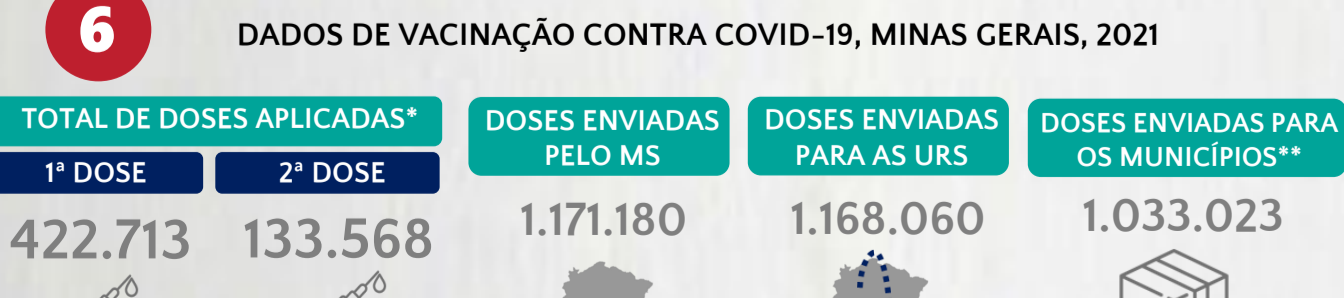 6
DADOS DE VACINAÇÃO CONTRA COVID-19, MINAS GERAIS, 2021
TOTAL DE DOSES APLICADAS*
1ª DOSE
2ª DOSE
422.713
133.568
DOSES ENVIADAS
PELO MS
1.171.180
DOSES ENVIADAS
PARA AS URS
1.168.060
DOSES ENVIADAS PARA
OS MUNICÍPIOS**
1.033.023